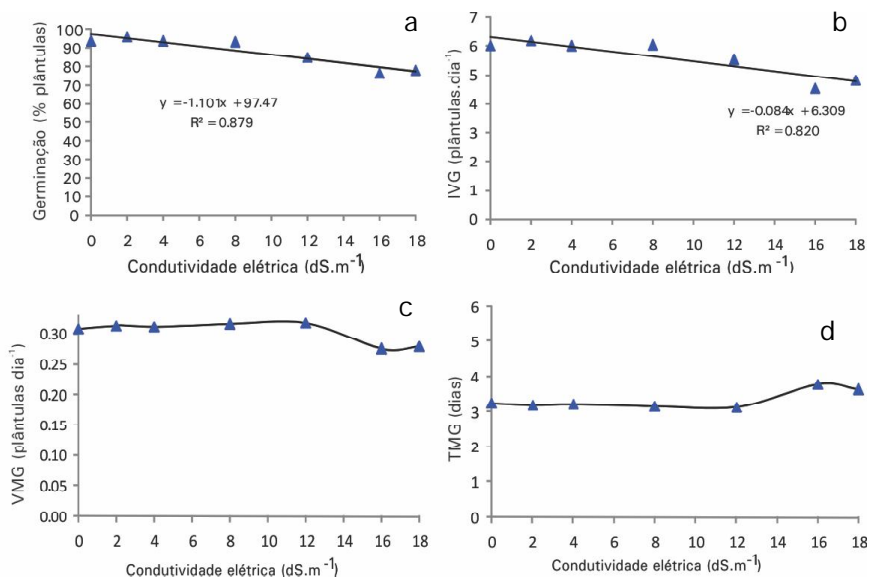 a
Germinação (% plântulas)
100
90
80
70
60
50
40
30
20
10
0
y =-1.101x + 97.47
R² = 0.879
0 2 4 6 8 10 12 14 16 18
Condutividade elétrica (dS.m⁻¹)
b
IVG (plântulas.dia⁻¹)
7
6
5
4
3
2
1
0
y =-0.084x +6.309
R² = 0.820
0 2 4 6 8 10 12 14 16 18
Condutividade elétrica (dS.m⁻¹)
c
VMG (plântulas dia⁻¹)
0.30
0.25
0.20
0.15
0.10
0.05
0.00
0 2 4 6 8 10 12 14 16 18
Condutividade elétrica (dS.m⁻¹)
d
TMG (dias)
6
5
4
3
2
1
0
0 2 4 6 8 10 12 14 16 18
Condutividade elétrica (dS.m⁻¹)